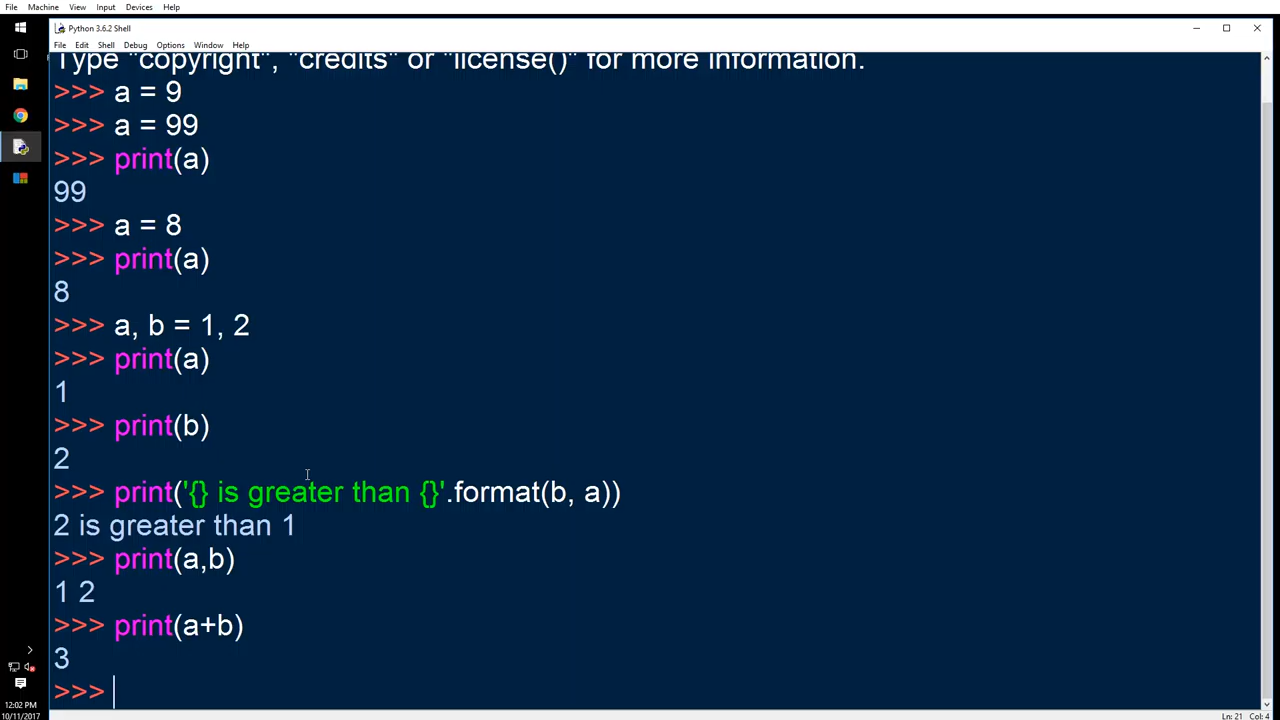 File Machine View Input Devices Help
Python 3.6.2 Shell
File Edit Shell Debug Options Window Help
Type "copyright", "credits" or "license()" for more information.
>>> a = 9
>>> a = 99
>>> print(a)
99
>>> a = 8
>>> print(a)
8
>>> a, b = 1, 2
>>> print(a)
1
>>> print(b)
2
>>> print('{} is greater than {}'.format(b, a))
2 is greater than 1
>>> print(a,b)
1 2
>>> print(a+b)
3
>>>
12:02 PM
10/11/2017
Ln: 21 Col: 4